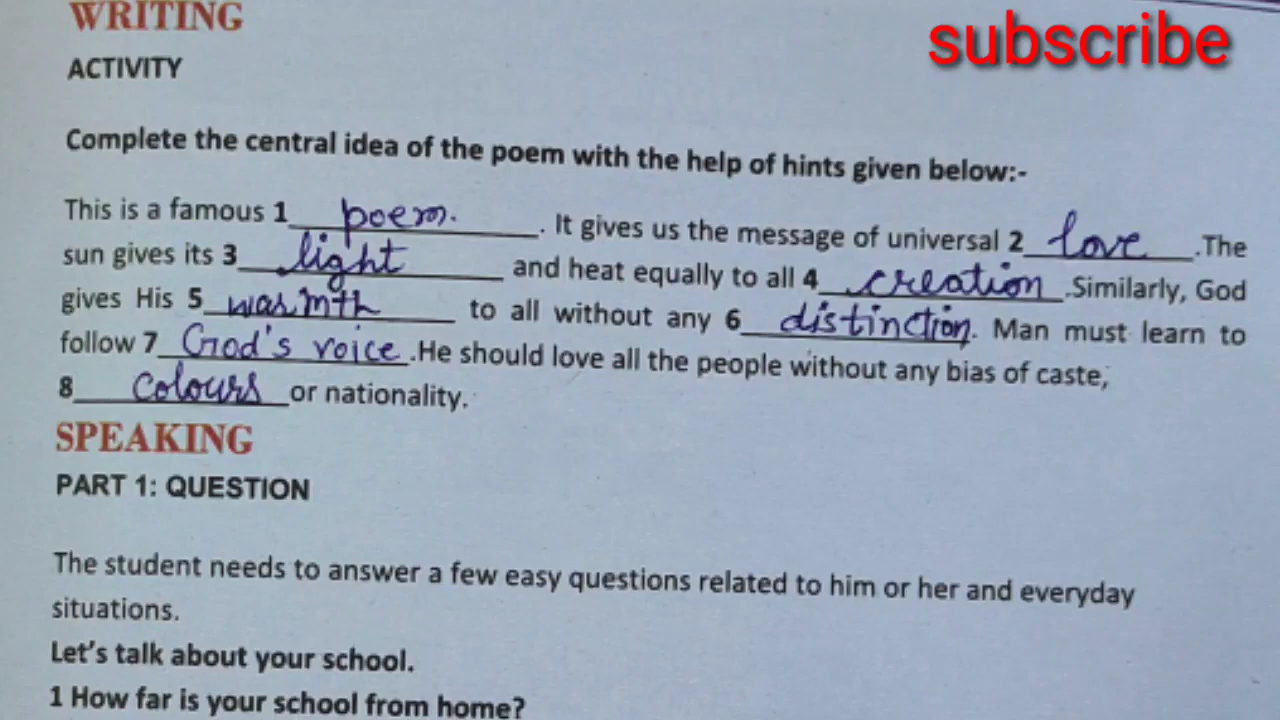 WRITING
subscribe
ACTIVITY
Complete the central idea of the poem with the help of hints given below:-
This is a famous 1 poem. . It gives us the message of universal 2 love .The
sun gives its 3 light and heat equally to all 4 creation .Similarly, God
gives His 5 warmth to all without any 6 distinction. Man must learn to
follow 7 God's voice .He should love all the people without any bias of caste,
8 colours or nationality.
SPEAKING
PART 1: QUESTION
The student needs to answer a few easy questions related to him or her and everyday
situations.
Let's talk about your school.
1 How far is your school from home?